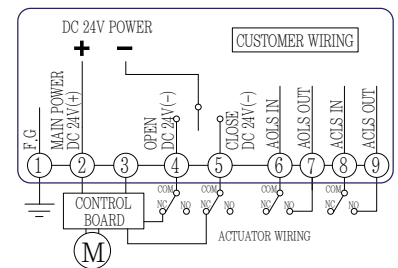 DC 24V POWER
+ −
CUSTOMER WIRING
F.G
MAIN POWER
DC 24V(+)
OPEN
DC 24V(−)
CLOSE
DC 24V(−)
AOLS IN
AOLS OUT
ACLS IN
ACLS OUT
1 2 3 4 5 6 7 8 9
COM COM COM COM
NC NO NC NO NC NO NC NO
CONTROL
BOARD
ACTUATOR WIRING
M